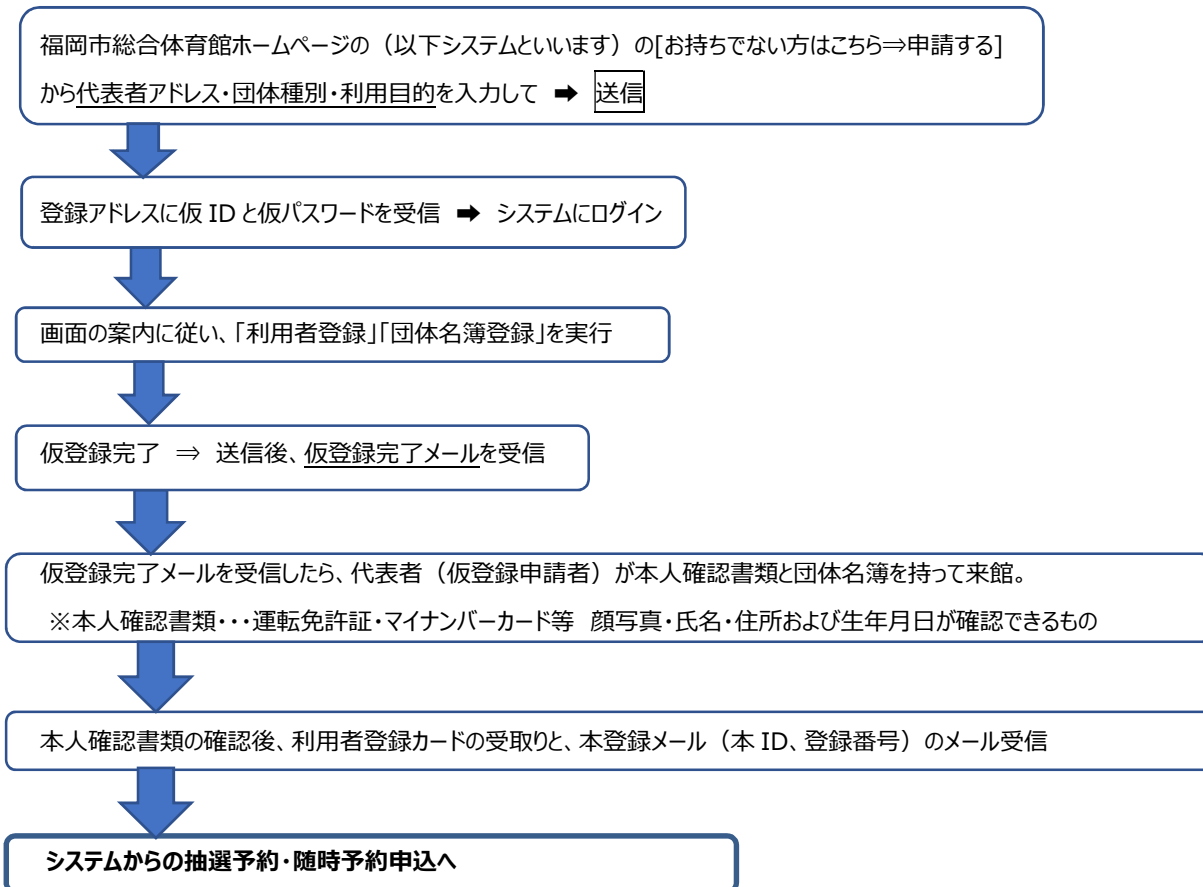 福岡市総合体育館ホームページの（以下システムといいます）の[お持ちでない方はこちら⇒申請する]
から代表者アドレス・団体種別・利用目的を入力して ➡ 送信
登録アドレスに仮 ID と仮パスワードを受信 ➡ システムにログイン
画面の案内に従い、「利用者登録」「団体名簿登録」を実行
仮登録完了 ⇒ 送信後、仮登録完了メールを受信
仮登録完了メールを受信したら、代表者（仮登録申請者）が本人確認書類と団体名簿を持って来館。
※本人確認書類・・・運転免許証・マイナンバーカード等 顔写真・氏名・住所および生年月日が確認できるもの
本人確認書類の確認後、利用者登録カードの受取りと、本登録メール（本 ID、登録番号）のメール受信
システムからの抽選予約・随時予約申込へ